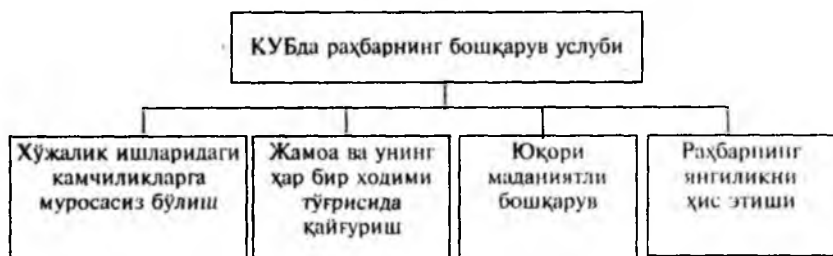 КУБда раҳбарнинг бошқарув услуби
Хўжалик ишларидаги
камчиликларга
муросасиз бўлиш
Жамоа ва унинг
ҳар бир ходими
тўғрисида
қайғуриш
Юқори
маданиятли
бошқарув
Раҳбарнинг
янгиликни
ҳис этиши